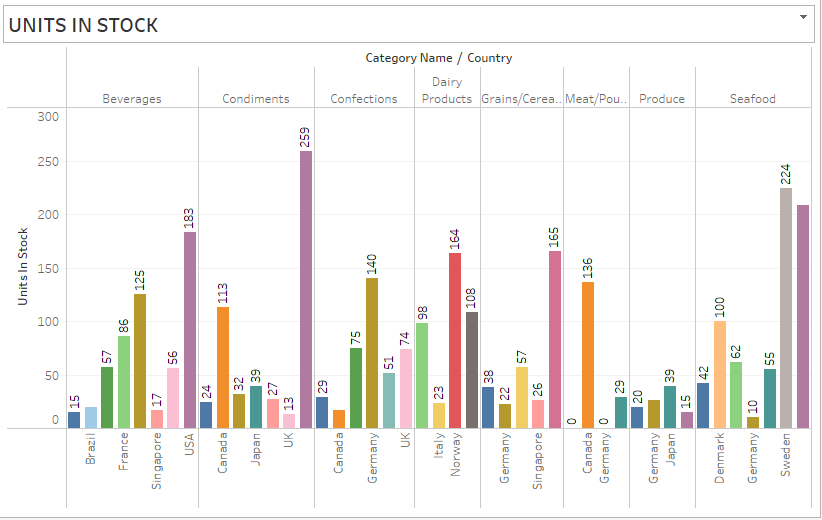 UNITS IN STOCK
Category Name / Country
Beverages
Condiments
Confections
Dairy
Products
Grains/Cerea..
Meat/Pou..
Produce
Seafood
Units In Stock
300
250
200
150
100
50
0
15
57
86
125
17
56
183
24
113
32
39
27
13
259
29
75
140
51
74
98
23
164
108
38
22
57
26
165
0
136
0
29
20
39
15
42
100
62
10
55
224
Brazil
France
Singapore
USA
Canada
Japan
UK
Canada
Germany
UK
Italy
Norway
Germany
Singapore
Canada
Germany
Germany
Japan
Denmark
Germany
Sweden